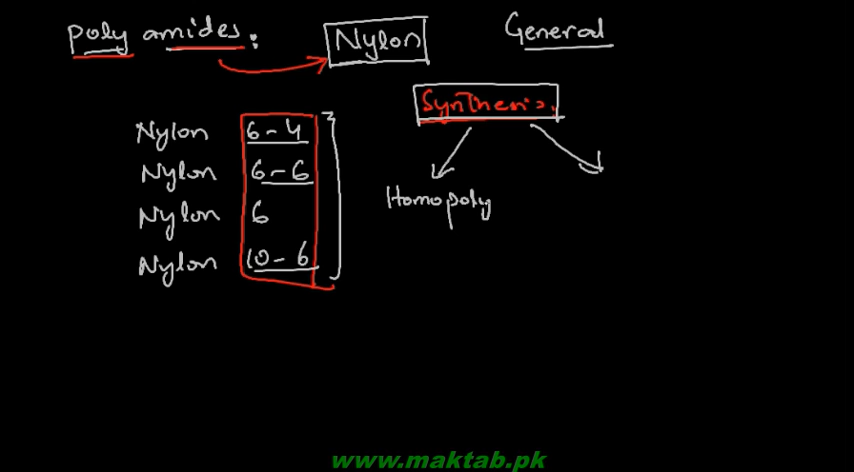 Poly amides: Nylon General
Synthesis.
Nylon 6-4
Nylon 6-6
Homopoly
Nylon 6
Nylon 10-6
www.maktab.pk